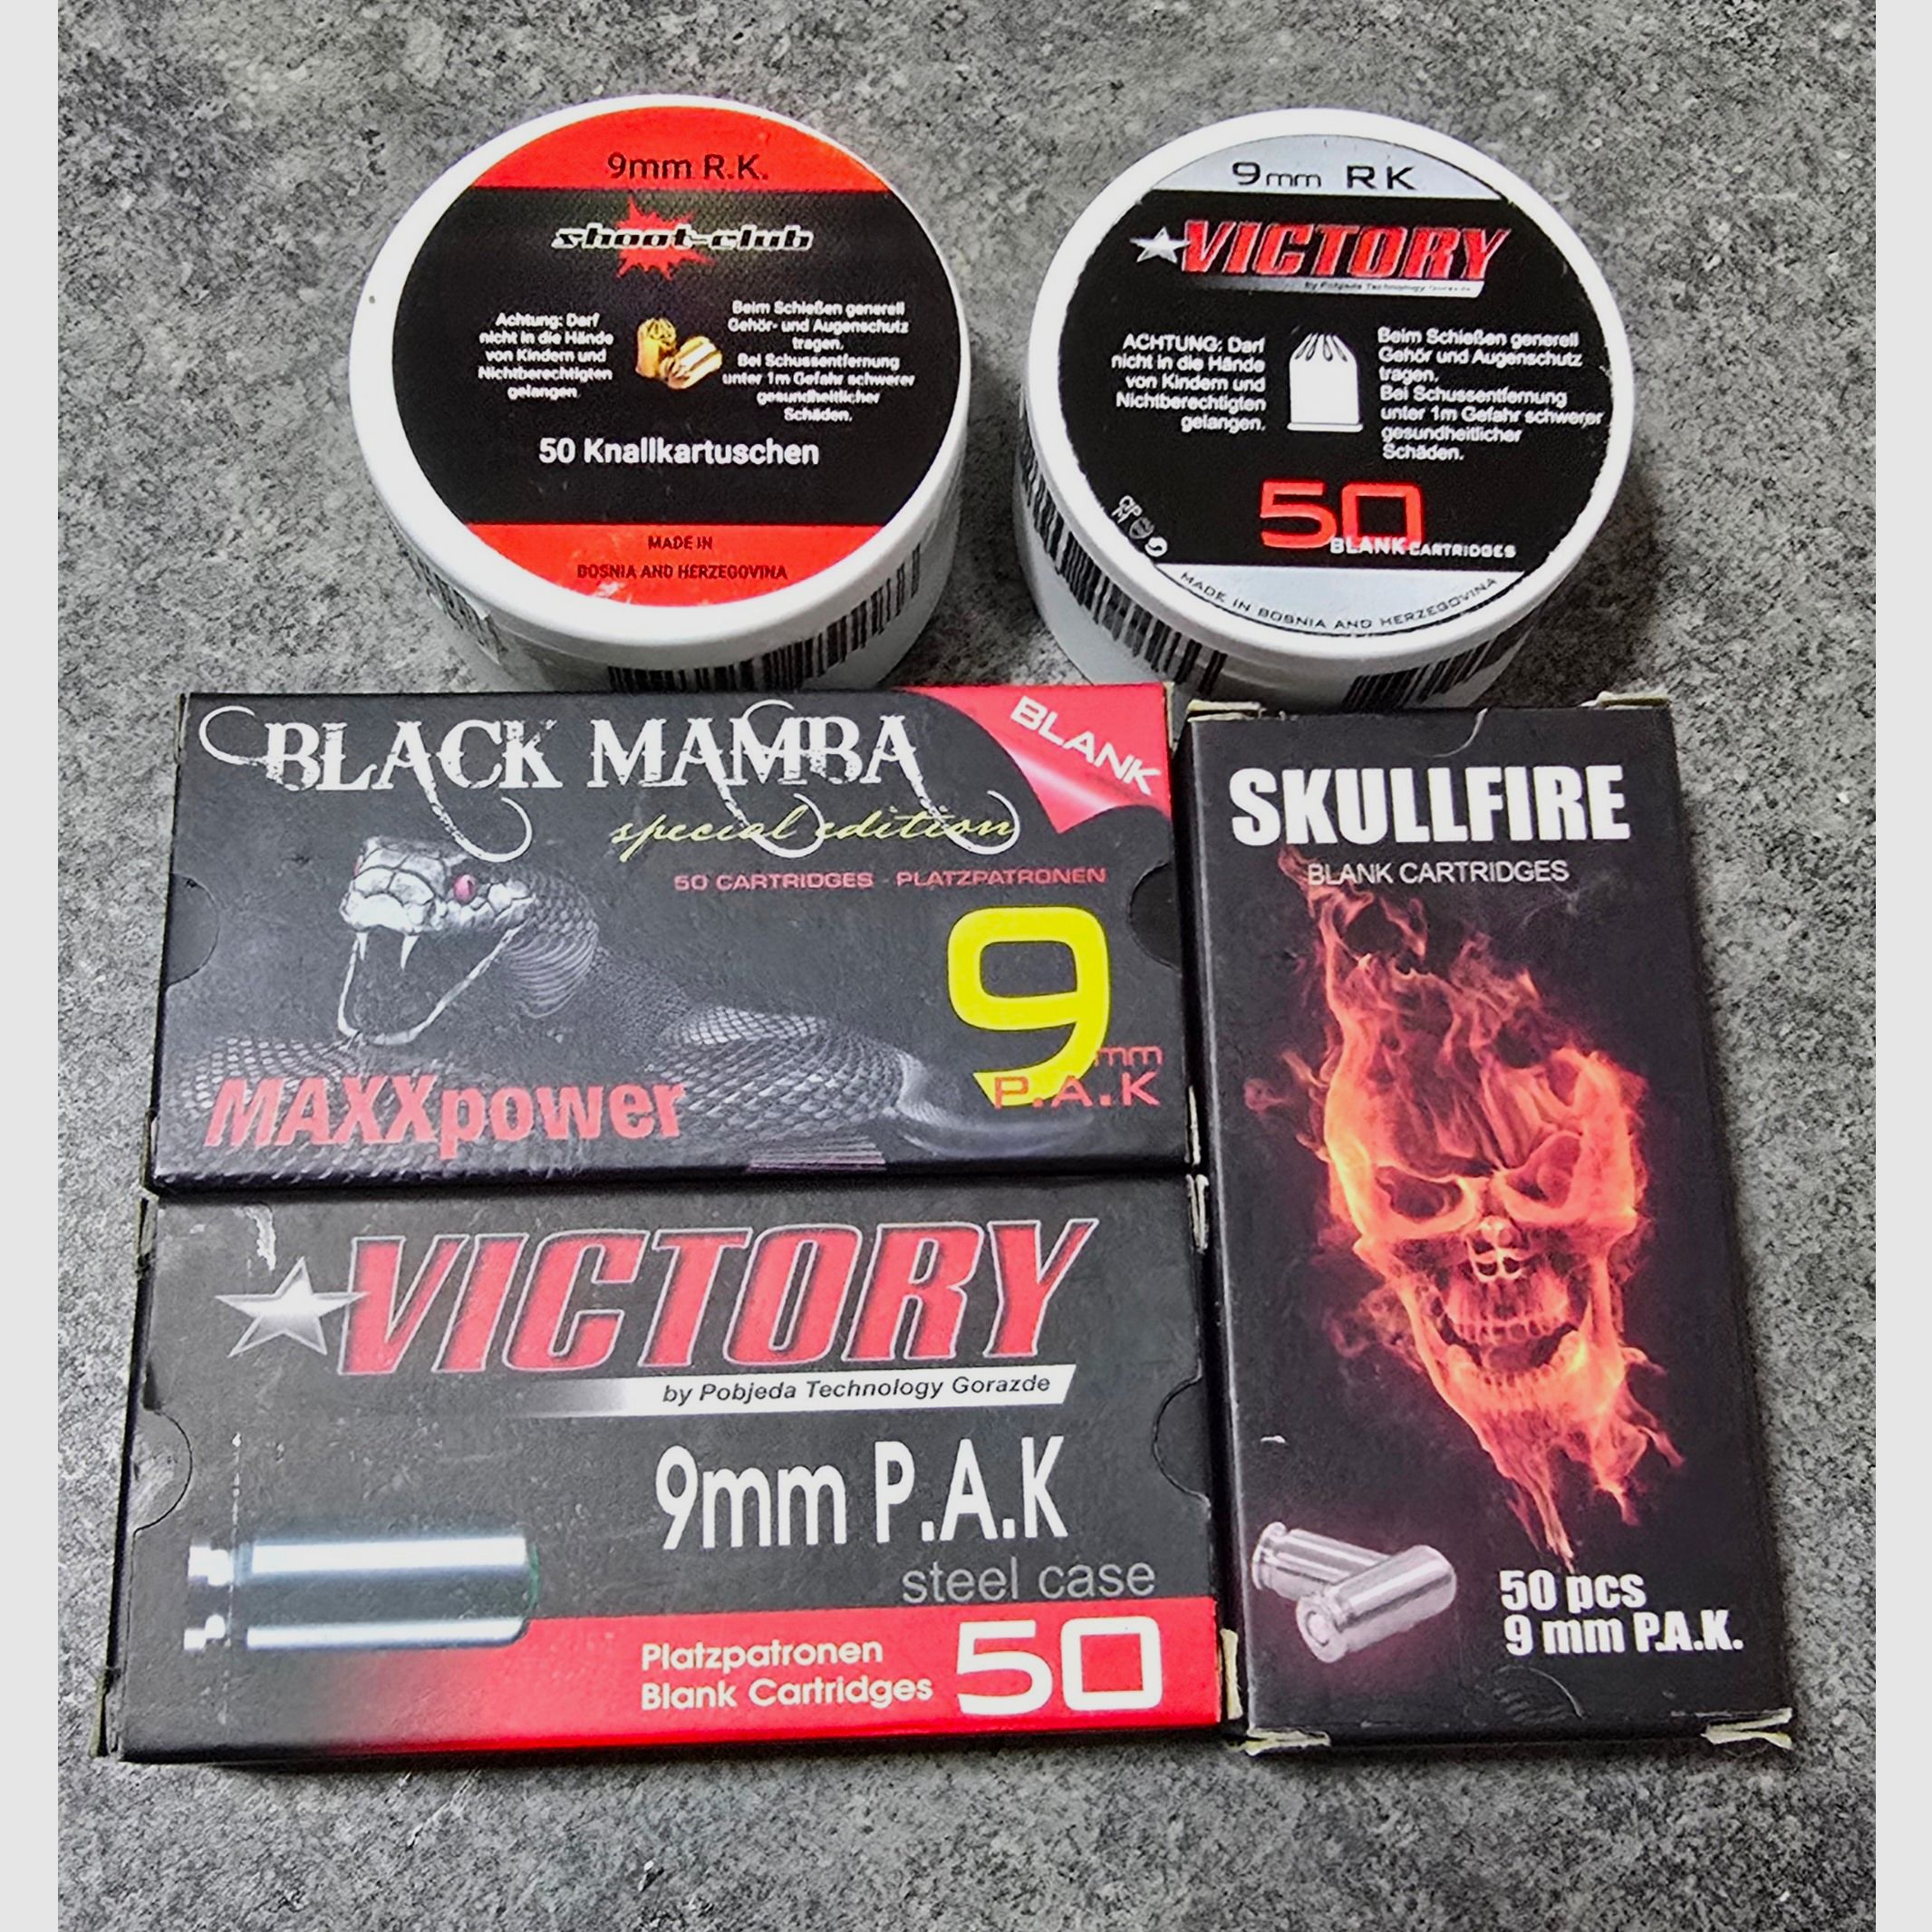 9mm R.K.
shoot-club
Achtung: Darf
nicht in die Hände
von Kindern und
Nichtberechtigten
gelangen.
Beim Schießen generell
Gehör- und Augenschutz
tragen.
Bei Schussentfernung
unter 1m Gefahr schwerer
gesundheitlicher
Schäden.
50 Knallkartuschen
MADE IN
BOSNIA AND HERZEGOVINA
9mm RK
VICTORY
by Pobjeda Technology Gorazde
ACHTUNG: Darf
nicht in die Hände
von Kindern und
Nichtberechtigten
gelangen.
Beim Schießen generell
Gehör und Augenschutz
tragen.
Bei Schussentfernung
unter 1m Gefahr schwerer
gesundheitlicher
Schäden.
50
BLANK CARTRIDGES
MADE IN BOSNIA AND HERZEGOVINA
BLACK MAMBA
BLANK
special edition
50 CARTRIDGES - PLATZPATRONEN
9mm
P.A.K
MAXXpower
SKULLFIRE
BLANK CARTRIDGES
50 pcs
9 mm P.A.K.
VICTORY
by Pobjeda Technology Gorazde
9mm P.A.K
steel case
Platzpatronen
Blank Cartridges
50